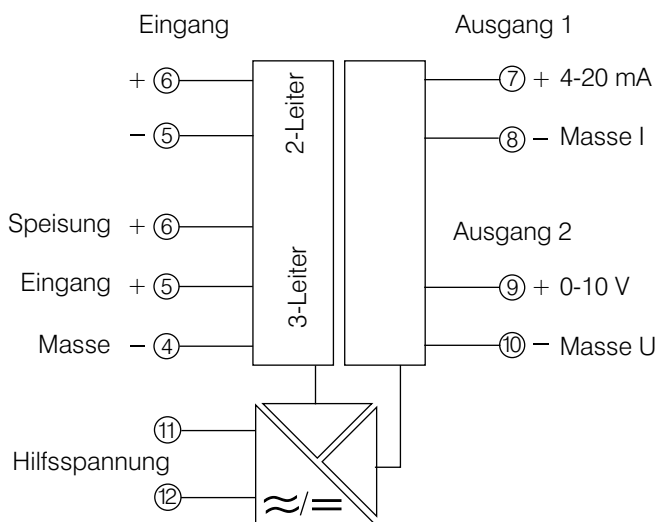 Eingang
Ausgang 1
+ ⑥
⑦ + 4-20 mA
2-Leiter
− ⑤
⑧ − Masse I
Speisung + ⑥
Ausgang 2
Eingang + ⑤
⑨ + 0-10 V
3-Leiter
Masse − ④
⑩ − Masse U
⑪
Hilfsspannung
⑫
≈/=